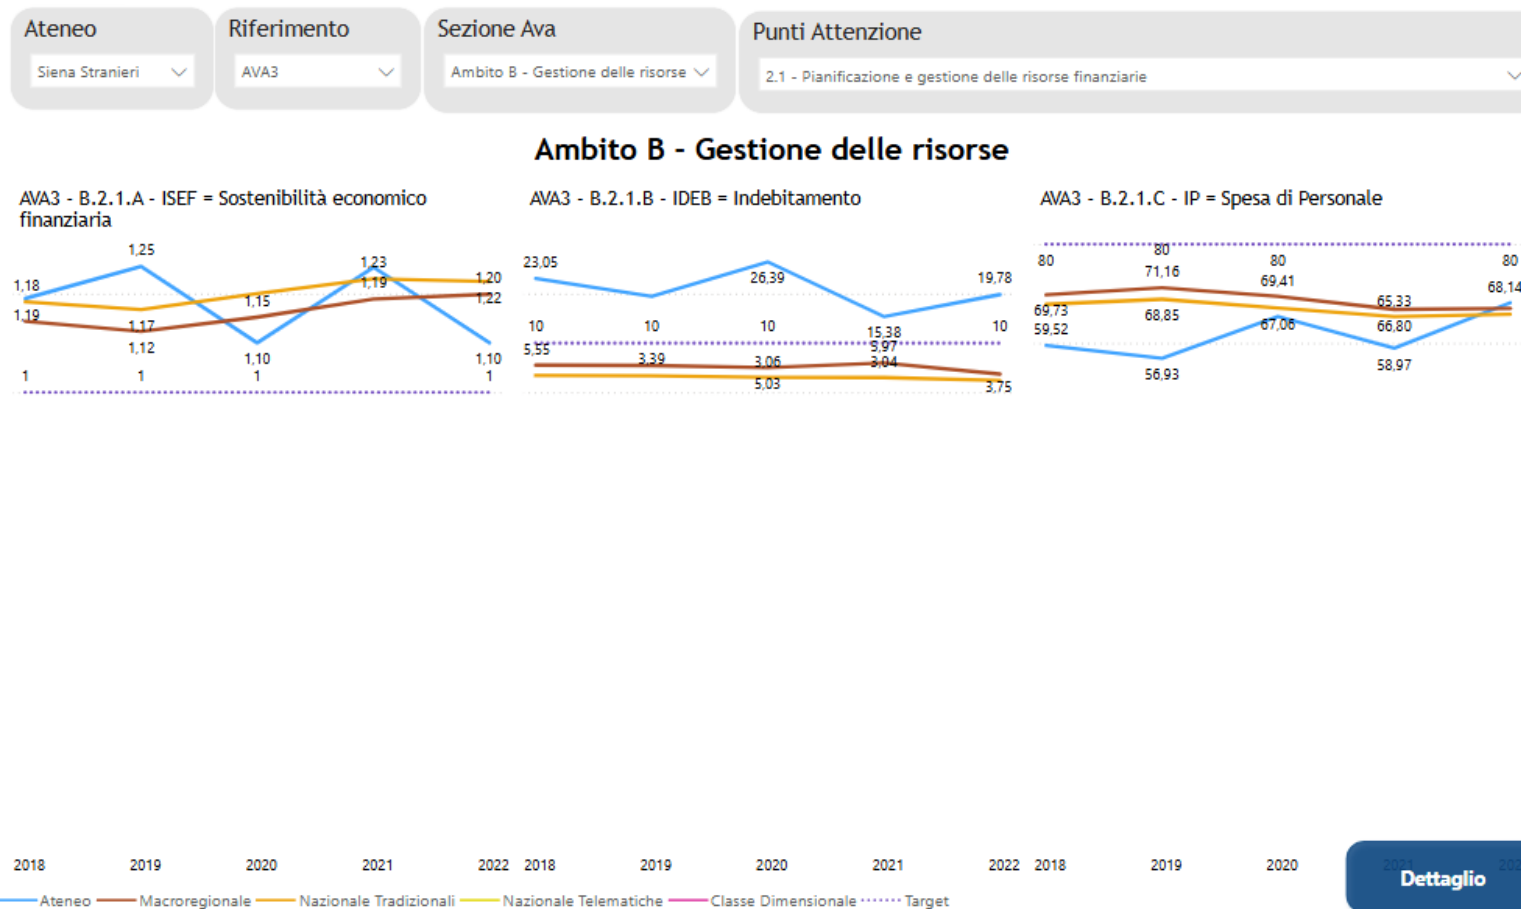 Ateneo
Siena Stranieri
Riferimento
AVA3
Sezione Ava
Ambito B - Gestione delle risorse
Punti Attenzione
2.1 - Pianificazione e gestione delle risorse finanziarie
Ambito B - Gestione delle risorse
AVA3 - B.2.1.A - ISEF = Sostenibilità economico
finanziaria
1,25
1,23
1,18
1,19
1,20
1,22
1,15
1,19
1,17
1,12
1,10
1,10
1
1
1
1
AVA3 - B.2.1.B - IDEB = Indebitamento
23,05
26,39
19,78
10
10
10
15,38
10
5,55
3,39
3,06
3,97
3,04
5,03
3,75
AVA3 - B.2.1.C - IP = Spesa di Personale
80
80
80
80
71,16
69,41
68,14
65,33
69,73
68,85
67,06
66,80
59,52
56,93
58,97
2018 2019 2020 2021 2022
2018 2019 2020 2021 2022
2018 2019 2020 2021
Dettaglio
Ateneo Macroregionale Nazionale Tradizionali Nazionale Telematiche Classe Dimensionale Target